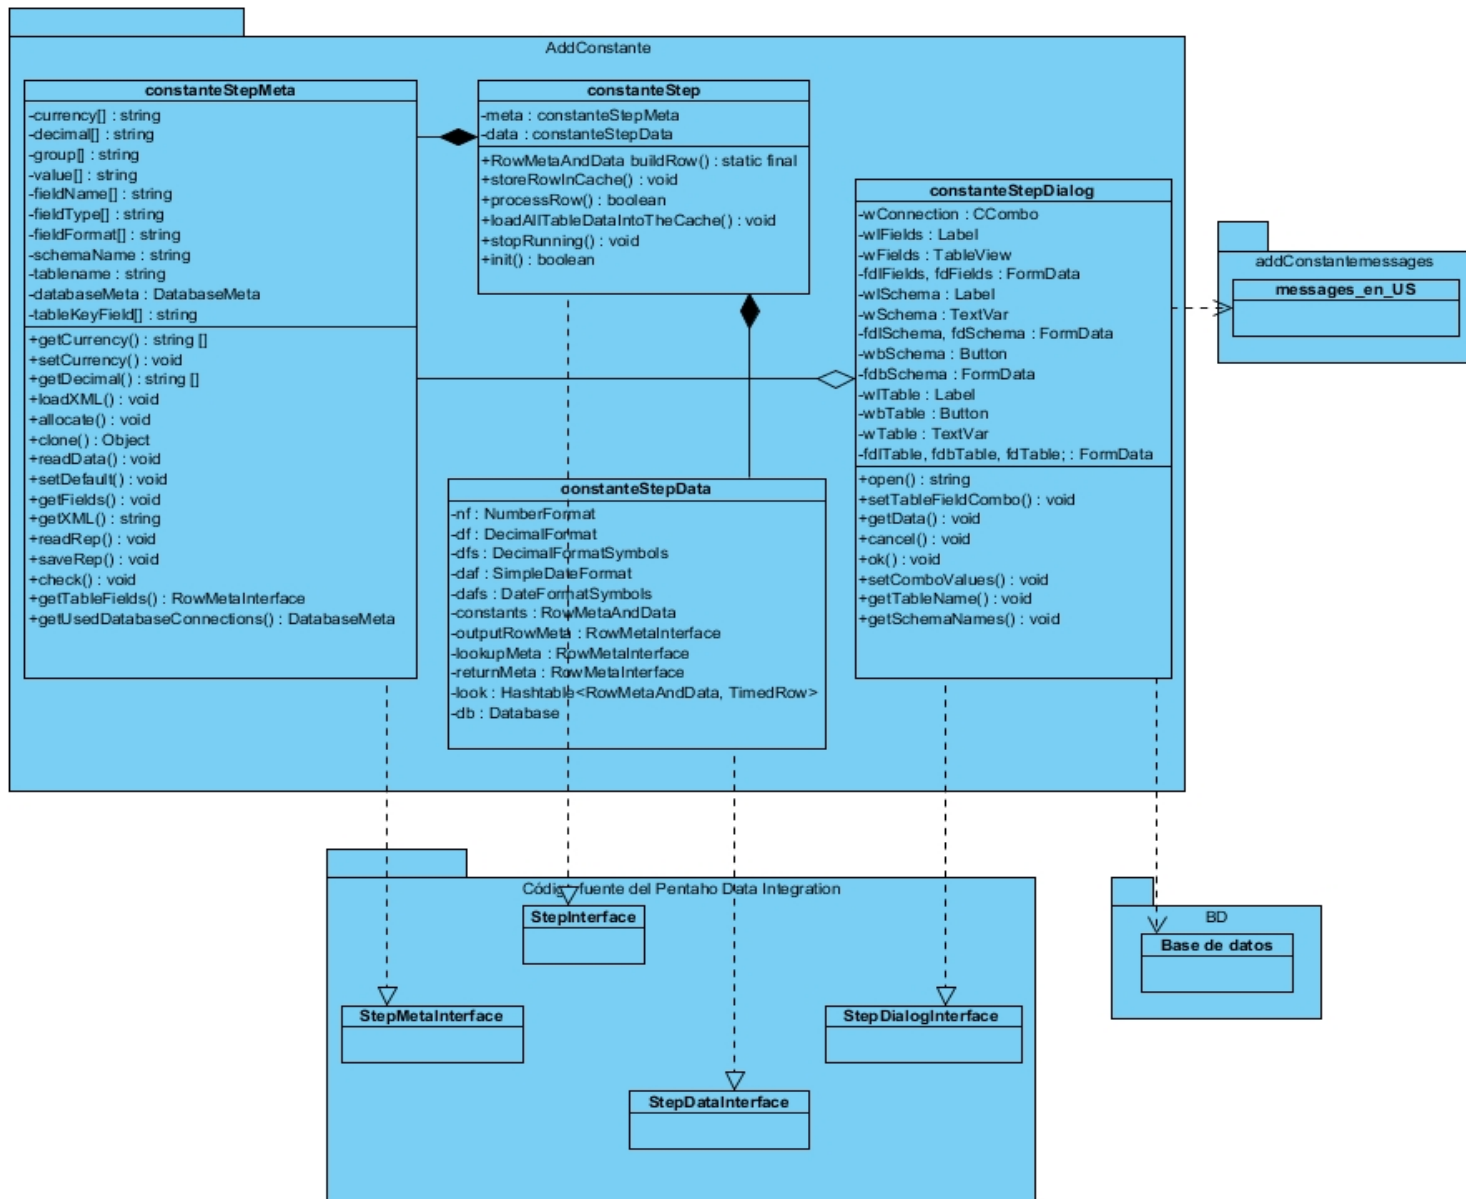 AddConstante
constanteStepMeta
-currency[] : string
-decimal[] : string
-group[] : string
-value[] : string
-fieldName[] : string
-fieldType[] : string
-fieldFormat[] : string
-schemaName : string
-tablename : string
-databaseMeta : DatabaseMeta
-tableKeyField[] : string
+getCurrency() : string []
+setCurrency() : void
+getDecimal() : string []
+loadXML() : void
+allocate() : void
+clone() : Object
+readData() : void
+setDefault() : void
+getFields() : void
+getXML() : string
+readRep() : void
+saveRep() : void
+check() : void
+getTableFields() : RowMetaInterface
+getUsedDatabaseConnections() : DatabaseMeta
constanteStep
-meta : constanteStepMeta
-data : constanteStepData
+RowMetaAndData buildRow() : static final
+storeRowInCache() : void
+processRow() : boolean
+loadAllTableDataIntoTheCache() : void
+stopRunning() : void
+init() : boolean
constanteStepDialog
-wConnection : CCombo
-wlFields : Label
-wFields : TableView
-fdlFields, fdFields : FormData
-wlSchema : Label
-wSchema : TextVar
-fdlSchema, fdSchema : FormData
-wbSchema : Button
-fdbSchema : FormData
-wlTable : Label
-wbTable : Button
-wTable : TextVar
-fdlTable, fdbTable, fdTable; : FormData
+open() : string
+setTableFieldCombo() : void
+getData() : void
+cancel() : void
+ok() : void
+setComboValues() : void
+getTableName() : void
+getSchemaNames() : void
addConstantemessages
messages_en_US
constanteStepData
-nf : NumberFormat
-df : DecimalFormat
-dfs : DecimalFormatSymbols
-daf : SimpleDateFormat
-dafs : DateFormatSymbols
-constants : RowMetaAndData
-outputRowMeta : RowMetaInterface
-lookupMeta : RowMetaInterface
-returnMeta : RowMetaInterface
-look : Hashtable<RowMetaAndData, TimedRow>
-db : Database
Código fuente del Pentaho Data Integration
StepInterface
StepMetaInterface
StepDialogInterface
StepDataInterface
BD
Base de datos